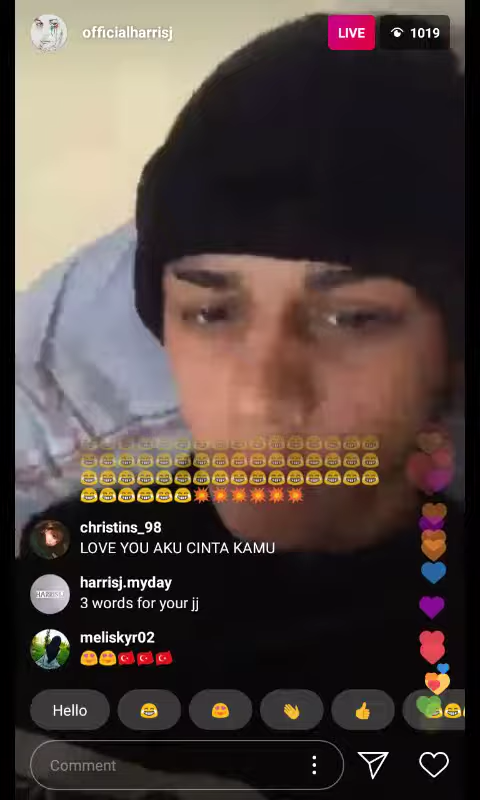 officialharrisj
LIVE
1019
😂😂😂😂😂😂😂😂😂😂😂😂😂😂😂😂
😂😂😂😂😂😂😂😂😂😂😂😂😂😂😂😂
😂😂😂😂😂😂😂😂😂😂😂😂😂😂😂😂
😂😂😂😂😂😂💥💥💥💥💥💥
christins_98
LOVE YOU AKU CINTA KAMU
harrisj.myday
3 words for your jj
meliskyr02
😍😍🇹🇷🇹🇷🇹🇷
Hello 😂 😍 👋 👍
Comment